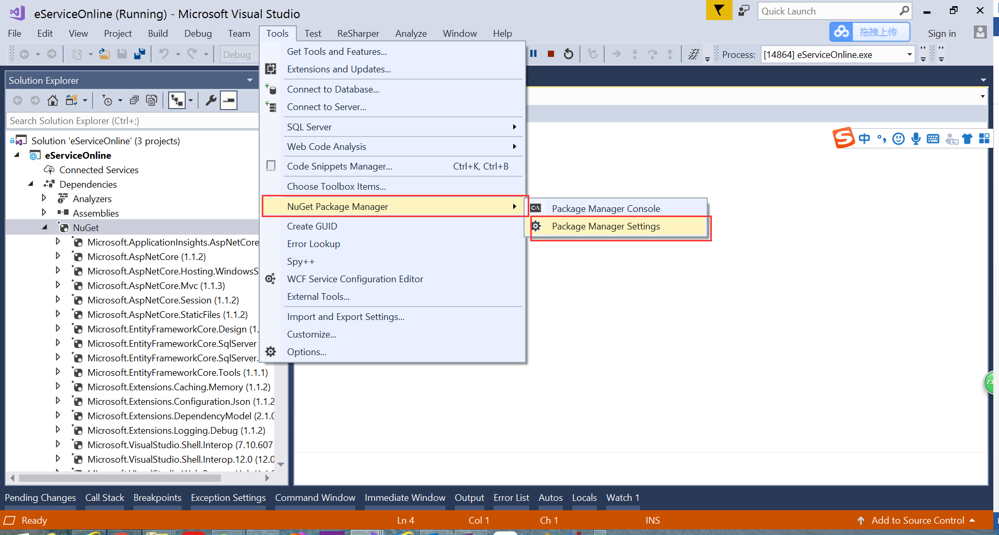 eServiceOnline (Running) - Microsoft Visual Studio
Quick Launch
File Edit View Project Build Debug Team Tools Test ReSharper Analyze Window Help
拖拽上传
Sign in
Debug
Process: [14864] eServiceOnline.exe
Solution Explorer
Search Solution Explorer (Ctrl+;)
Solution 'eServiceOnline' (3 projects)
eServiceOnline
Connected Services
Dependencies
Analyzers
Assemblies
NuGet
Microsoft.ApplicationInsights.AspNetCore
Microsoft.AspNetCore (1.1.2)
Microsoft.AspNetCore.Hosting.WindowsS
Microsoft.AspNetCore.Mvc (1.1.3)
Microsoft.AspNetCore.Session (1.1.2)
Microsoft.AspNetCore.StaticFiles (1.1.2)
Microsoft.EntityFrameworkCore.Design (1.
Microsoft.EntityFrameworkCore.SqlServer
Microsoft.EntityFrameworkCore.SqlServer.
Microsoft.EntityFrameworkCore.Tools (1.1.1)
Microsoft.Extensions.Caching.Memory (1.1.2)
Microsoft.Extensions.Configuration.Json (1.1.2
Microsoft.Extensions.DependencyModel (2.1.0
Microsoft.Extensions.Logging.Debug (1.1.2)
Microsoft.VisualStudio.Shell.Interop (7.10.607
Microsoft.VisualStudio.Shell.Interop.12.0 (12.0
Get Tools and Features...
Extensions and Updates...
Connect to Database...
Connect to Server...
SQL Server
Web Code Analysis
Code Snippets Manager... Ctrl+K, Ctrl+B
Choose Toolbox Items...
NuGet Package Manager
Create GUID
Error Lookup
Spy++
WCF Service Configuration Editor
External Tools...
Import and Export Settings...
Customize...
Options...
C:\ Package Manager Console
Package Manager Settings
S 中 °,
73
Pending Changes Call Stack Breakpoints Exception Settings Command Window Immediate Window Output Error List Autos Locals Watch 1
Ready Ln 4 Col 1 Ch 1 INS Add to Source Control